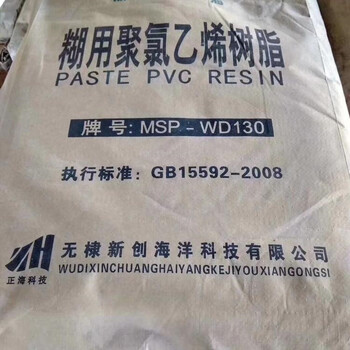 糊用聚氯乙烯树脂
PASTE PVC RESIN
牌号: MSP-WD130
执行标准: GB15592-2008
无棣新创海洋科技有限公司
WUDIXINCHUANGHAIYANGKEJIYOUXIANGONGSI
正海科技